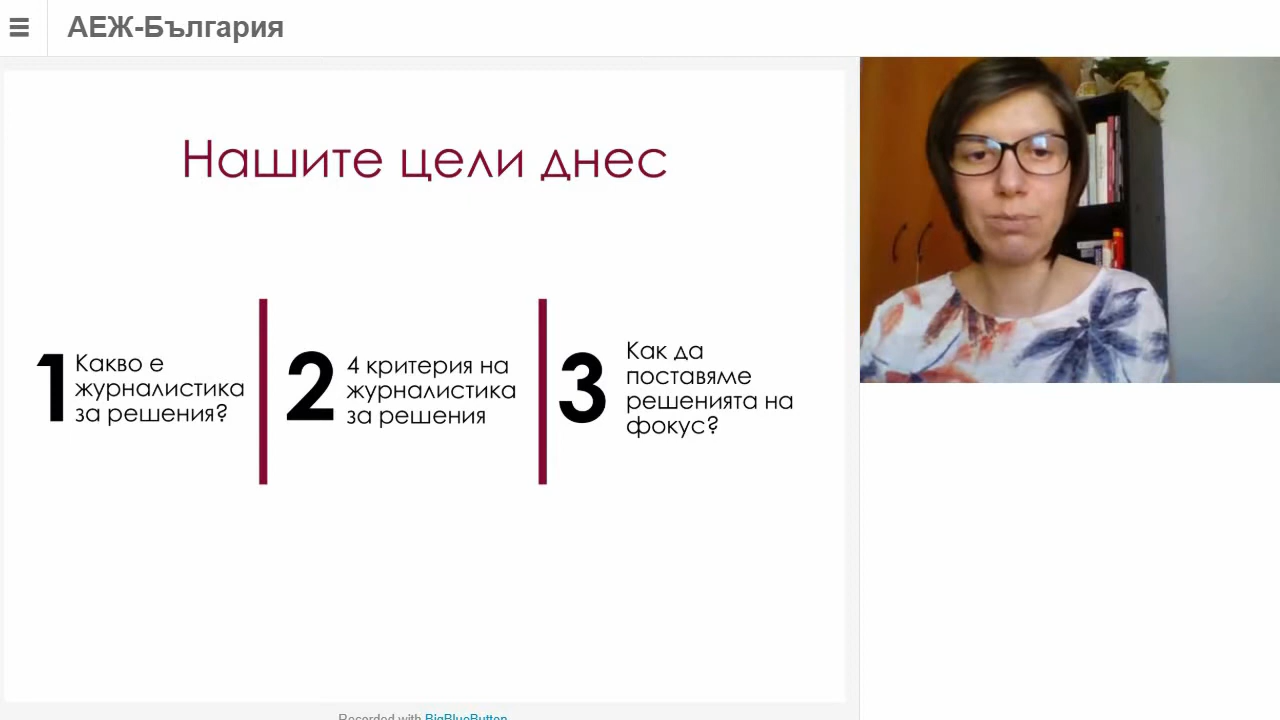 АЕЖ-България
Нашите цели днес
1
Какво е
журналистика
за решения?
2
4 критерия на
журналистика
за решения
3
Как да
поставяме
решенията на
фокус?
Recorded with BigBlueButton